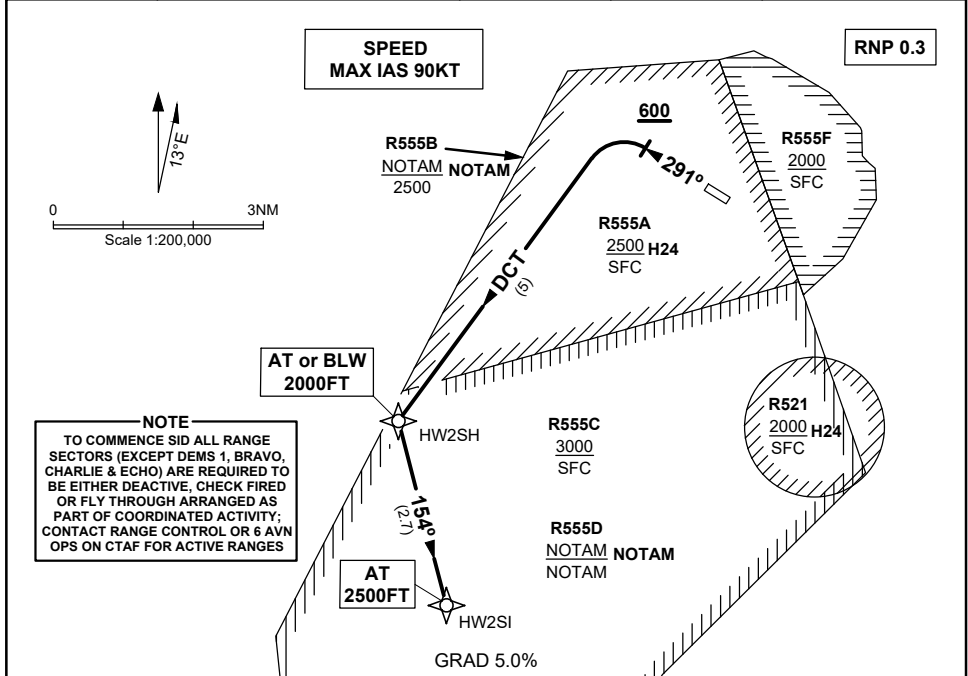 SPEED
MAX IAS 90KT
RNP 0.3
13°E
0 3NM
Scale 1:200,000
R555B
NOTAM NOTAM
2500
600
291°
R555F
2000
SFC
R555A
2500 H24
SFC
DCT
(5)
AT or BLW
2000FT
HW2SH
NOTE
TO COMMENCE SID ALL RANGE
SECTORS (EXCEPT DEMS 1, BRAVO,
CHARLIE & ECHO) ARE REQUIRED TO
BE EITHER DEACTIVE, CHECK FIRED
OR FLY THROUGH ARRANGED AS
PART OF COORDINATED ACTIVITY;
CONTACT RANGE CONTROL OR 6 AVN
OPS ON CTAF FOR ACTIVE RANGES
R555C
3000
SFC
R521
2000 H24
SFC
154°
(2.7)
R555D
NOTAM NOTAM
NOTAM
AT
2500FT
HW2SI
GRAD 5.0%